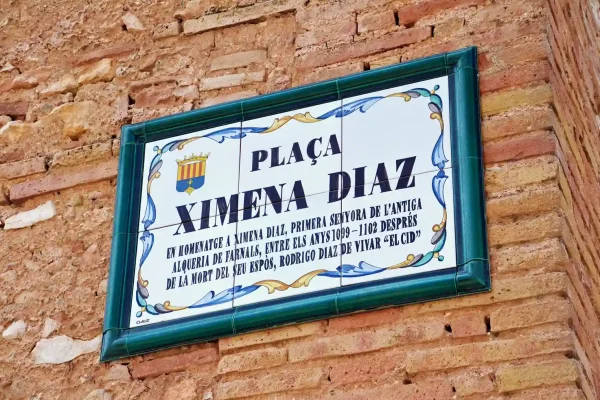 PLAÇA
XIMENA DIAZ
EN HOMENATGE A XIMENA DIAZ, PRIMERA SENYORA DE L'ANTIGA
ALQUERIA DE FARNALS, ENTRE ELS ANYS 1099-1102 DESPRÉS
DE LA MORT DEL SEU ESPÒS, RODRIGO DIAZ DE VIVAR "EL CID"